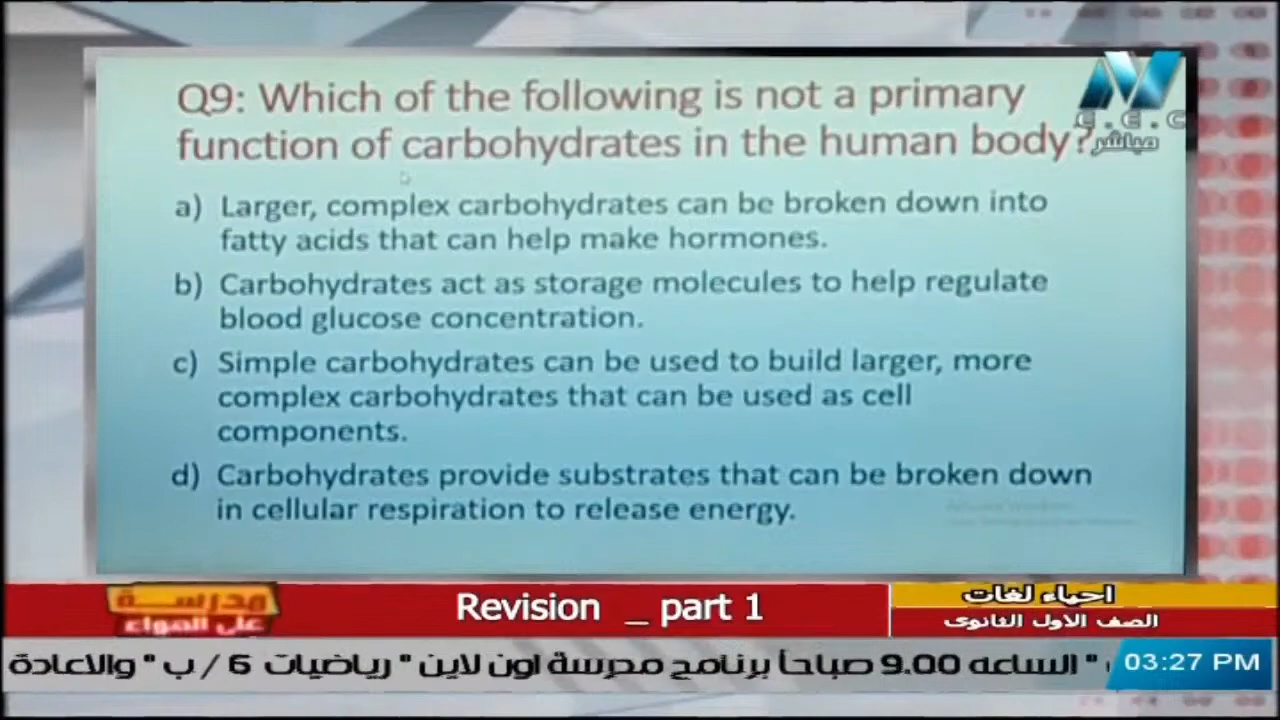 Q9: Which of the following is not a primary
function of carbohydrates in the human body?
a) Larger, complex carbohydrates can be broken down into
fatty acids that can help make hormones.
b) Carbohydrates act as storage molecules to help regulate
blood glucose concentration.
c) Simple carbohydrates can be used to build larger, more
complex carbohydrates that can be used as cell
components.
d) Carbohydrates provide substrates that can be broken down
in cellular respiration to release energy.
e.e.c
مباشر
مدرسة
على الهواء
Revision _ part 1
احياء لغات
الصف الاول الثانوى
" الساعه 9.00 صباحاً برنامج مدرسة اون لاين " رياضيات 6 / ب " والاعادة
03:27 PM